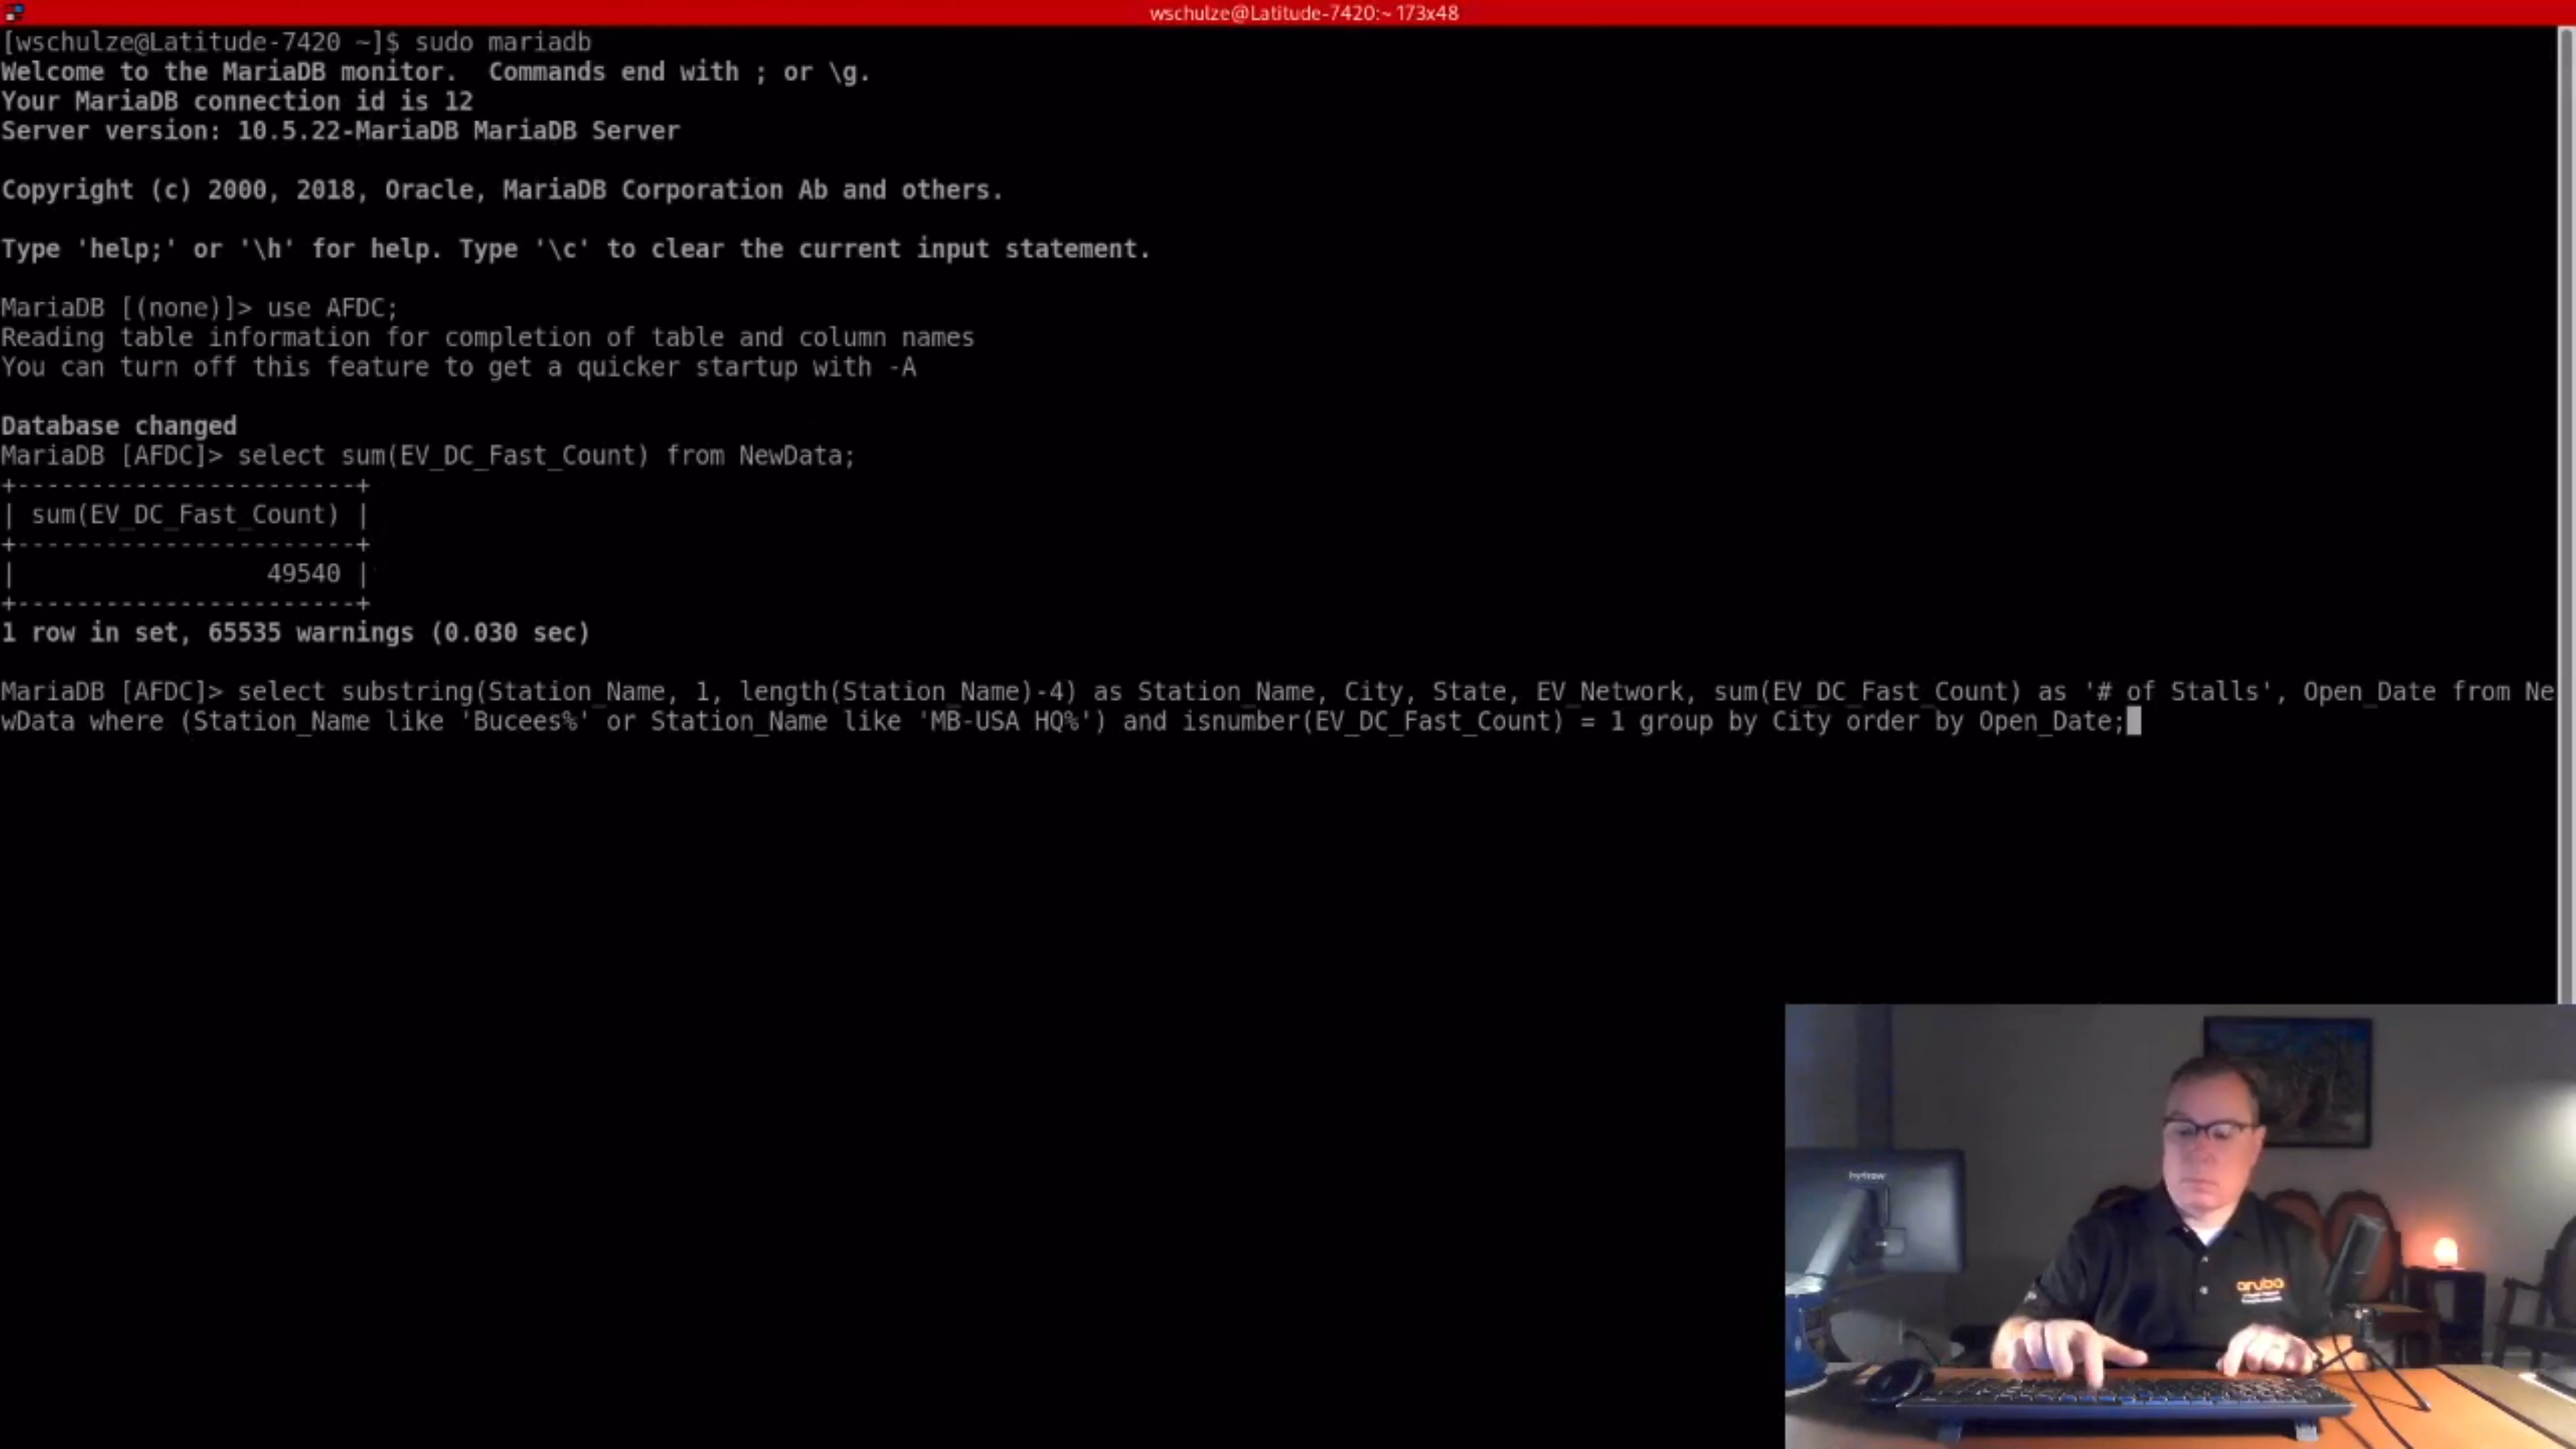 wschulze@Latitude-7420:~ 173x48
[wschulze@Latitude-7420 ~]$ sudo mariadb
Welcome to the MariaDB monitor.  Commands end with ; or \g.
Your MariaDB connection id is 12
Server version: 10.5.22-MariaDB MariaDB Server
Copyright (c) 2000, 2018, Oracle, MariaDB Corporation Ab and others.
Type 'help;' or '\h' for help. Type '\c' to clear the current input statement.
MariaDB [(none)]> use AFDC;
Reading table information for completion of table and column names
You can turn off this feature to get a quicker startup with -A
Database changed
MariaDB [AFDC]> select sum(EV_DC_Fast_Count) from NewData;
+-----------------------+
| sum(EV_DC_Fast_Count) |
+-----------------------+
|                 49540 |
+-----------------------+
1 row in set, 65535 warnings (0.030 sec)
MariaDB [AFDC]> select substring(Station_Name, 1, length(Station_Name)-4) as Station_Name, City, State, EV_Network, sum(EV_DC_Fast_Count) as '# of Stalls', Open_Date from Ne
wData where (Station_Name like 'Bucees%' or Station_Name like 'MB-USA HQ%') and isnumber(EV_DC_Fast_Count) = 1 group by City order by Open_Date;
aruba